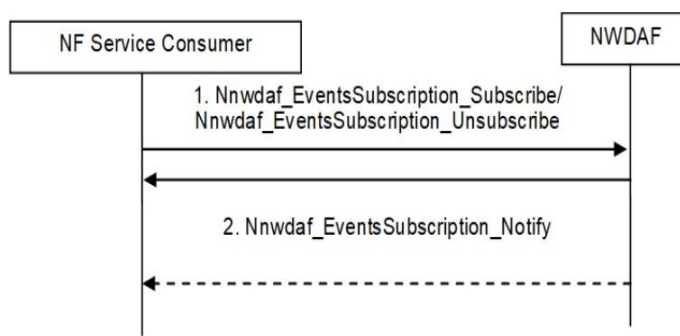 NF Service Consumer
NWDAF
1. Nnwdaf_EventsSubscription_Subscribe/
Nnwdaf_EventsSubscription_Unsubscribe
2. Nnwdaf_EventsSubscription_Notify